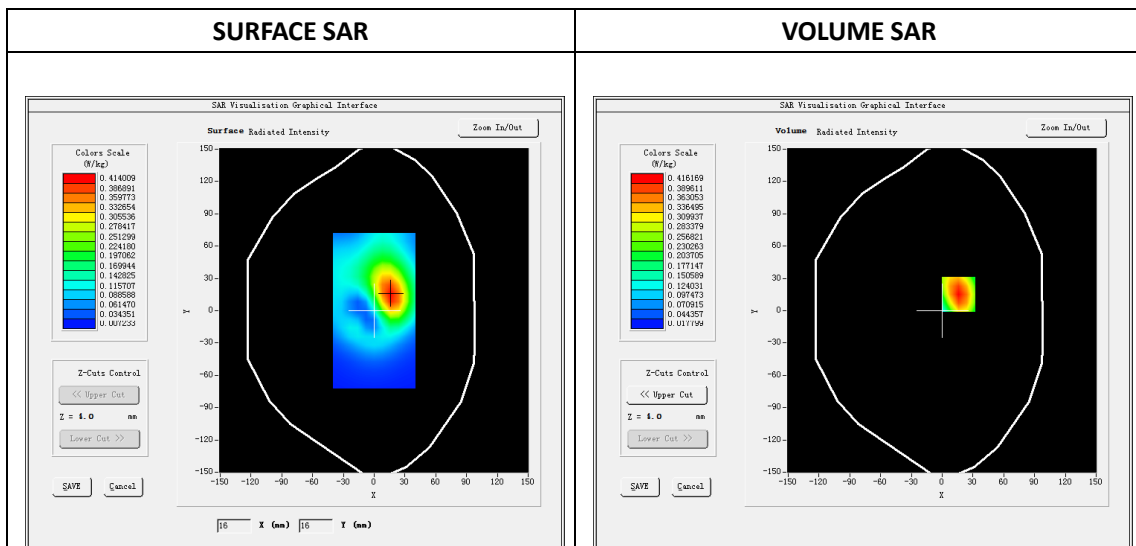 SURFACE SAR
VOLUME SAR
SAR Visualisation Graphical Interface
Surface Radiated Intensity
Zoom In/Out
Colors Scale
(W/kg)
0.414009
0.386891
0.359773
0.332654
0.305536
0.278417
0.251299
0.224180
0.197062
0.169944
0.142825
0.115707
0.088588
0.061470
0.034351
0.007233
Z-Cuts Control
<< Upper Cut
Z = 4.0 mm
Lower Cut >>
SAVE Cancel
150
120
90
60
30
0
-30
-60
-90
-120
-150
Y
-150 -120 -90 -60 -30 0 30 60 90 120 150
X
16 X (mm) 16 Y (mm)
SAR Visualisation Graphical Interface
Volume Radiated Intensity
Zoom In/Out
Colors Scale
(W/kg)
0.416169
0.389611
0.363053
0.336495
0.309937
0.283379
0.256821
0.230263
0.203705
0.177147
0.150589
0.124031
0.097473
0.070915
0.044357
0.017799
Z-Cuts Control
<< Upper Cut
Z = 4.0 mm
Lower Cut >>
SAVE Cancel
150
120
90
60
30
0
-30
-60
-90
-120
-150
Y
-150 -120 -90 -60 -30 0 30 60 90 120 150
X